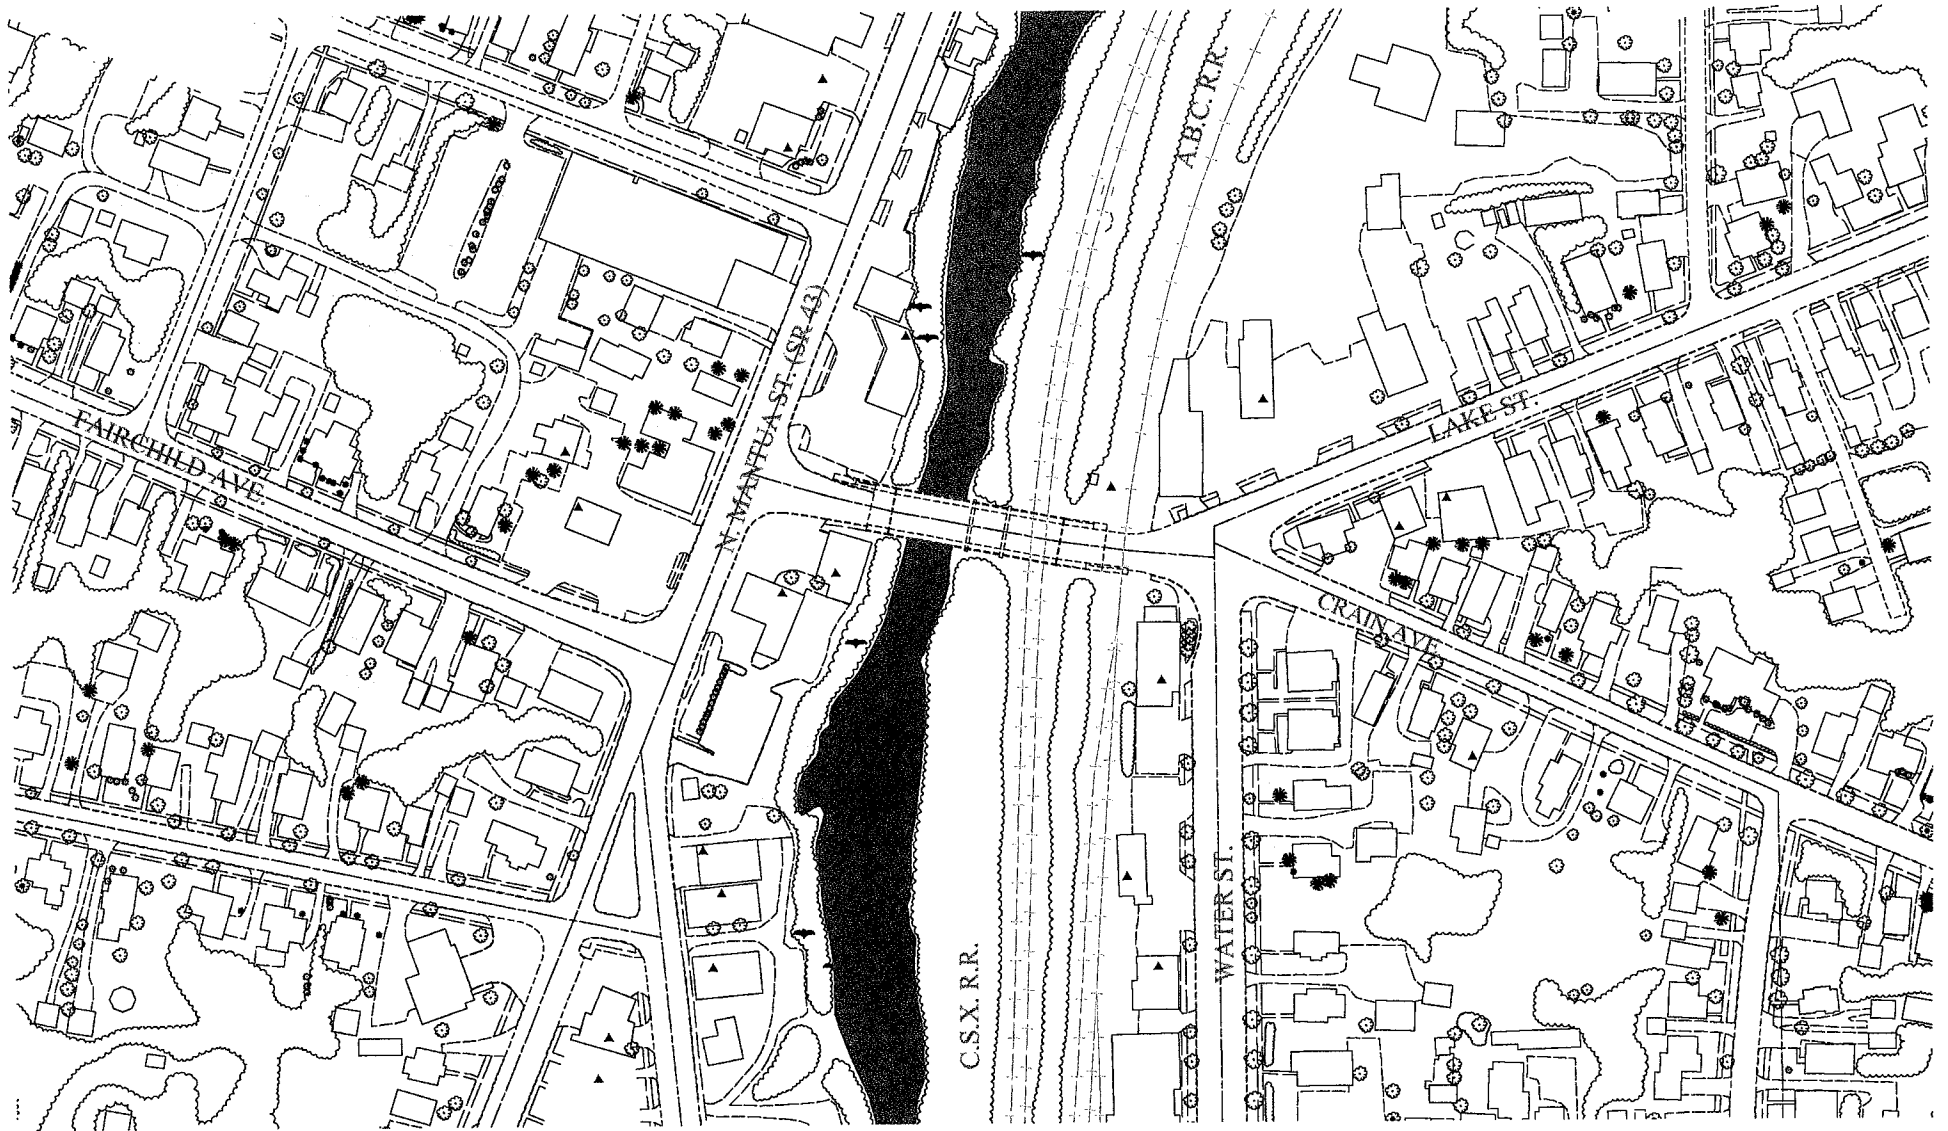 A.B.C. R.R.
N. MANTUA ST. (SR 43)
FAIRCHILD AVE.
LAKE ST.
CRAIN AVE.
WATER ST.
C.S.X. R.R.